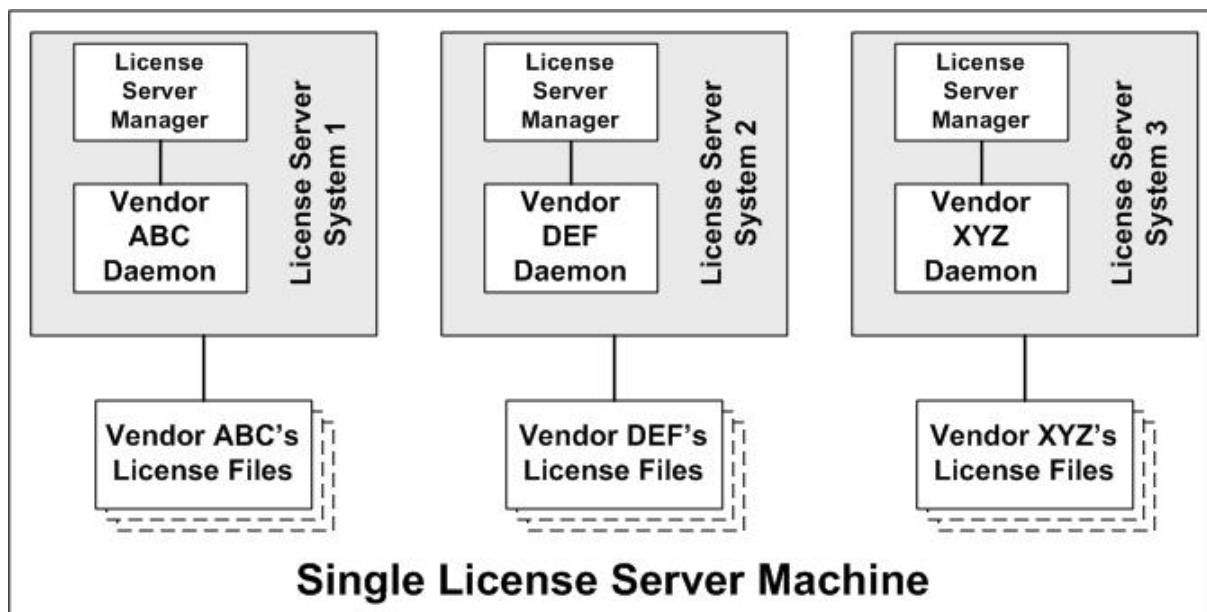 License
Server
Manager
Vendor
ABC
Daemon
License Server
System 1
License
Server
Manager
Vendor
DEF
Daemon
License Server
System 2
License
Server
Manager
Vendor
XYZ
Daemon
License Server
System 3
Vendor ABC's
License Files
Vendor DEF's
License Files
Vendor XYZ's
License Files
Single License Server Machine